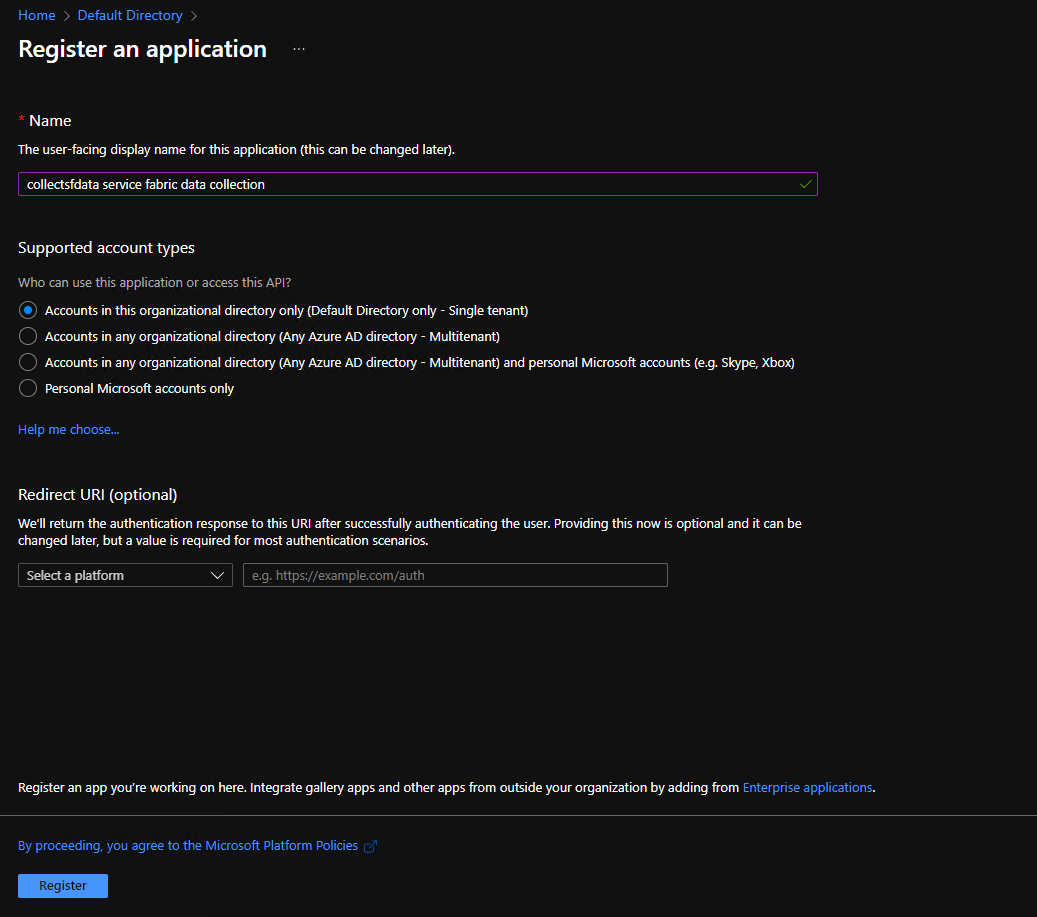 Home > Default Directory >
Register an application ...
* Name
The user-facing display name for this application (this can be changed later).
collectsfdata service fabric data collection
Supported account types
Who can use this application or access this API?
Accounts in this organizational directory only (Default Directory only - Single tenant)
Accounts in any organizational directory (Any Azure AD directory - Multitenant)
Accounts in any organizational directory (Any Azure AD directory - Multitenant) and personal Microsoft accounts (e.g. Skype, Xbox)
Personal Microsoft accounts only
Help me choose...
Redirect URI (optional)
We'll return the authentication response to this URI after successfully authenticating the user. Providing this now is optional and it can be
changed later, but a value is required for most authentication scenarios.
Select a platform e.g. https://example.com/auth
Register an app you're working on here. Integrate gallery apps and other apps from outside your organization by adding from Enterprise applications.
By proceeding, you agree to the Microsoft Platform Policies
Register